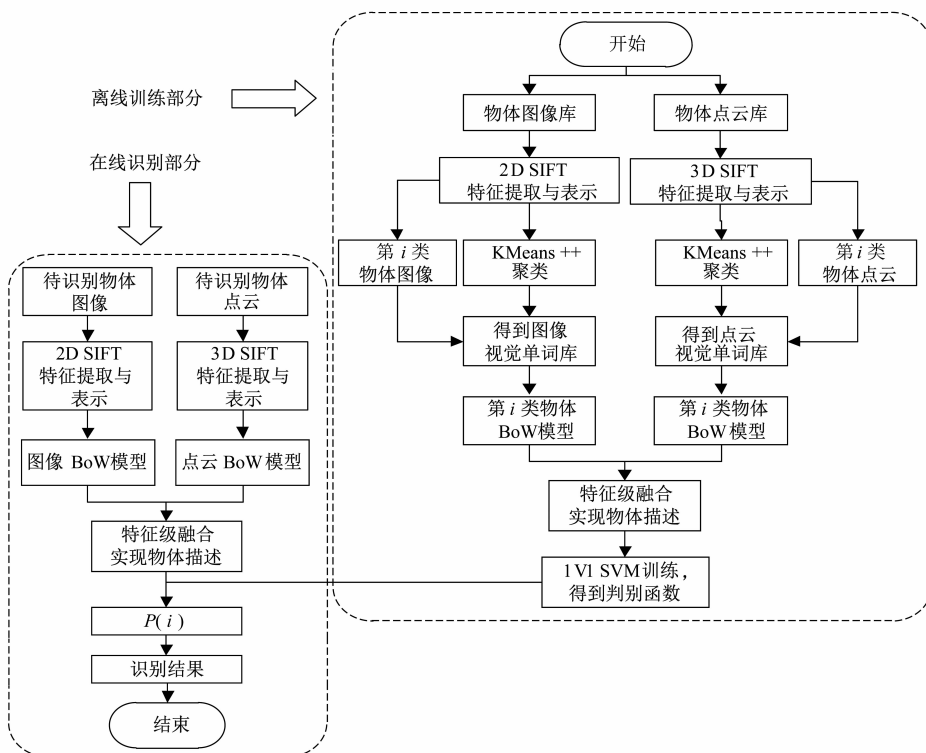 开始
离线训练部分
物体图像库
物体点云库
在线识别部分
2D SIFT
特征提取与表示
3D SIFT
特征提取与表示
第 i 类
物体图像
KMeans ++
聚类
KMeans ++
聚类
第 i 类
物体点云
得到图像
视觉单词库
得到点云
视觉单词库
第 i 类物体
BoW模型
第 i 类物体
BoW 模型
特征级融合
实现物体描述
1V1 SVM训练，
得到判别函数
待识别物体
图像
待识别物体
点云
2D SIFT
特征提取与
表示
3D SIFT
特征提取与
表示
图像 BoW模型
点云 BoW 模型
特征级融合
实现物体描述
P( i )
识别结果
结束